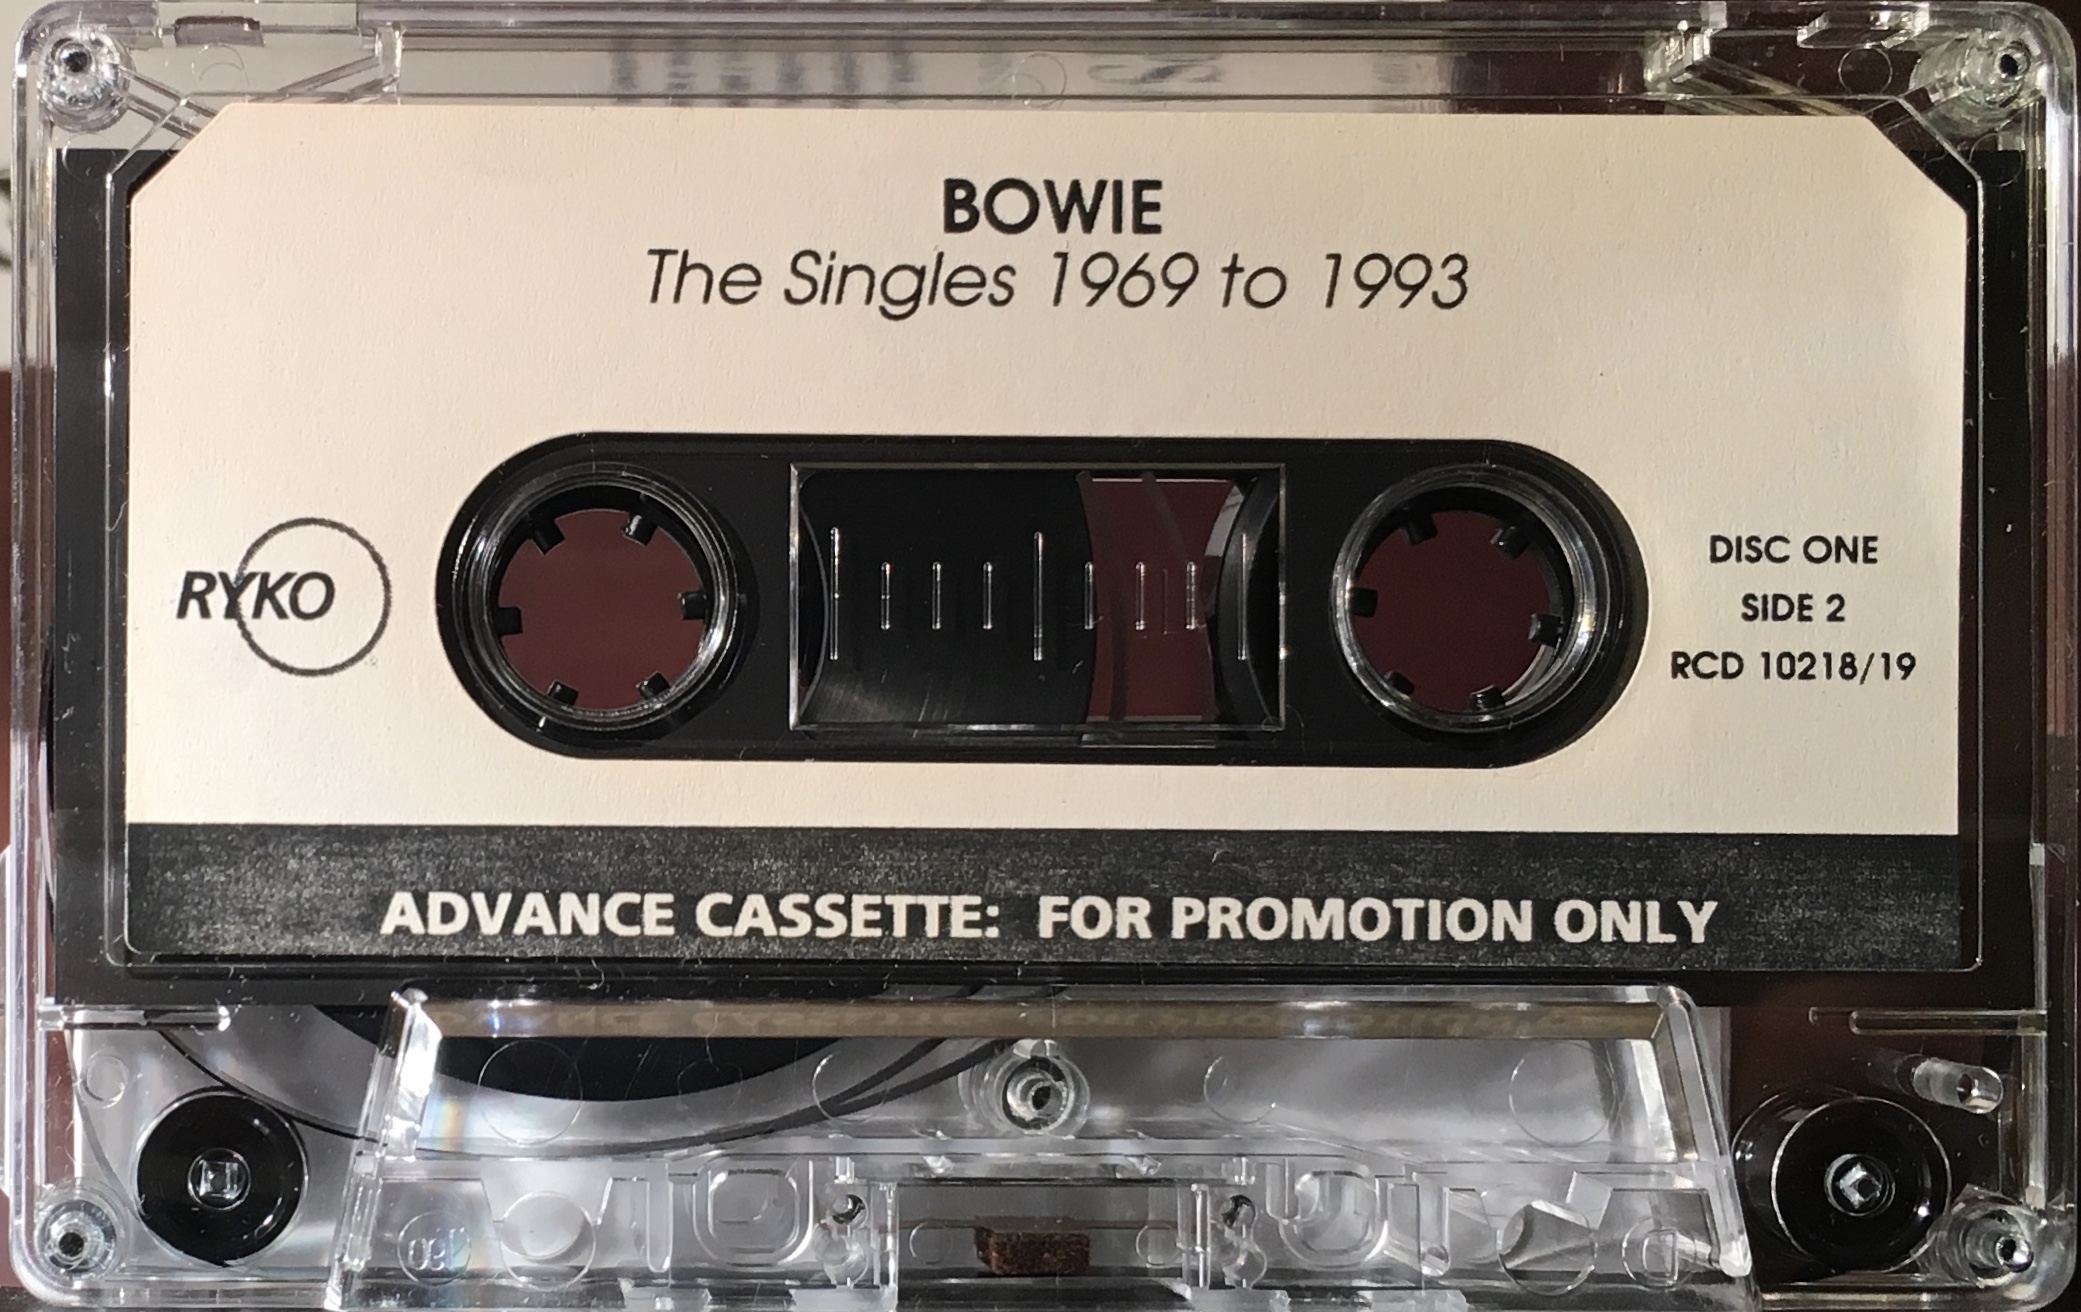 BOWIE
The Singles 1969 to 1993
RYKO
DISC ONE
SIDE 2
RCD 10218/19
ADVANCE CASSETTE: FOR PROMOTION ONLY